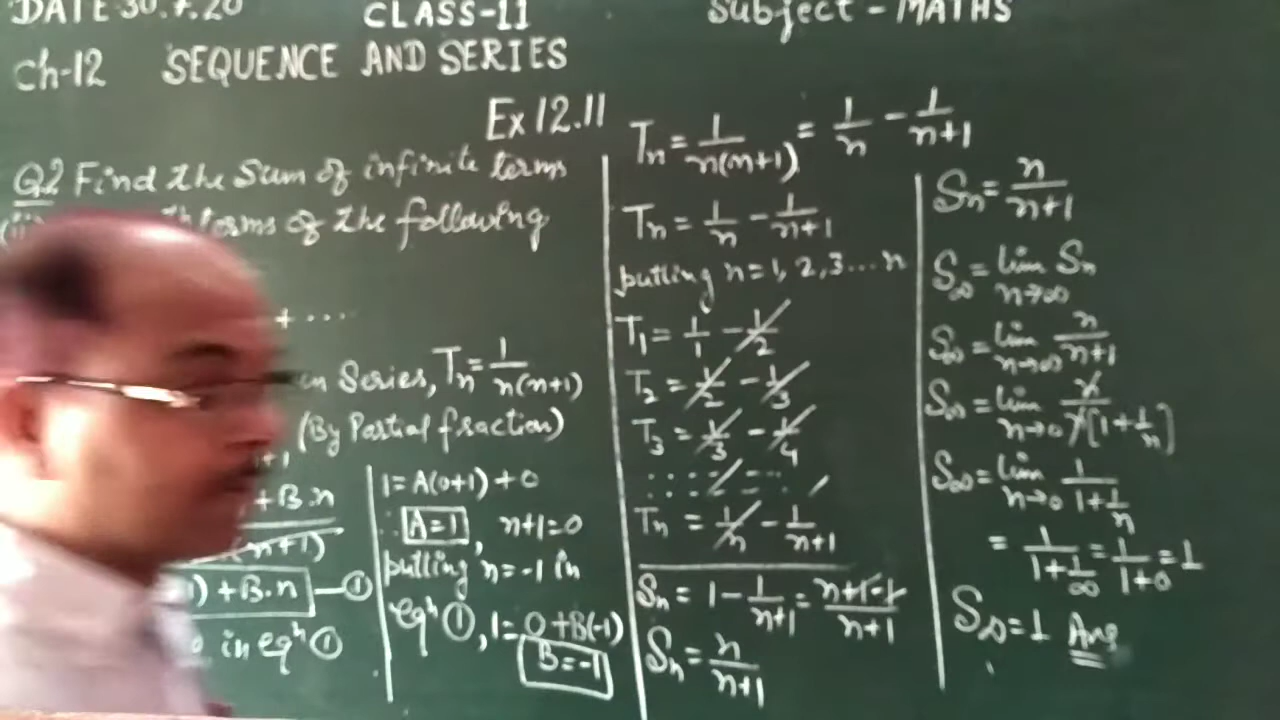 DATE 30.7.20 CLASS-11 Subject - MATHS
Ch-12 SEQUENCE AND SERIES
Ex 12.11
Q2 Find the Sum of infinite terms
terms of the following
+ ....
Series, Tn = 1/n(n+1)
(By Partial fraction)
+ B.n
(n+1)
) + B.n —①
in eqn ①
1 = A(0+1) + 0
A = 1, n+1 = 0
putting n = -1 in
eqn ①, 1 = 0 + B(-1)
B = -1
Tn = 1/n(n+1) = 1/n - 1/n+1
Tn = 1/n - 1/n+1
putting n = 1, 2, 3 ... n
T1 = 1/1 - 1/2
T2 = 1/2 - 1/3
T3 = 1/3 - 1/4
Tn = 1/n - 1/n+1
Sn = 1 - 1/n+1 = n+1-1/n+1
Sn = n/n+1
Sn = n/n+1
S∞ = lim n→∞ Sn
S∞ = lim n→∞ n/n+1
S∞ = lim n→0 n/n[1+1/n]
S∞ = lim n→0 1/1+1/n
= 1/1+1/∞ = 1/1+0 = 1
S∞ = 1 Ans